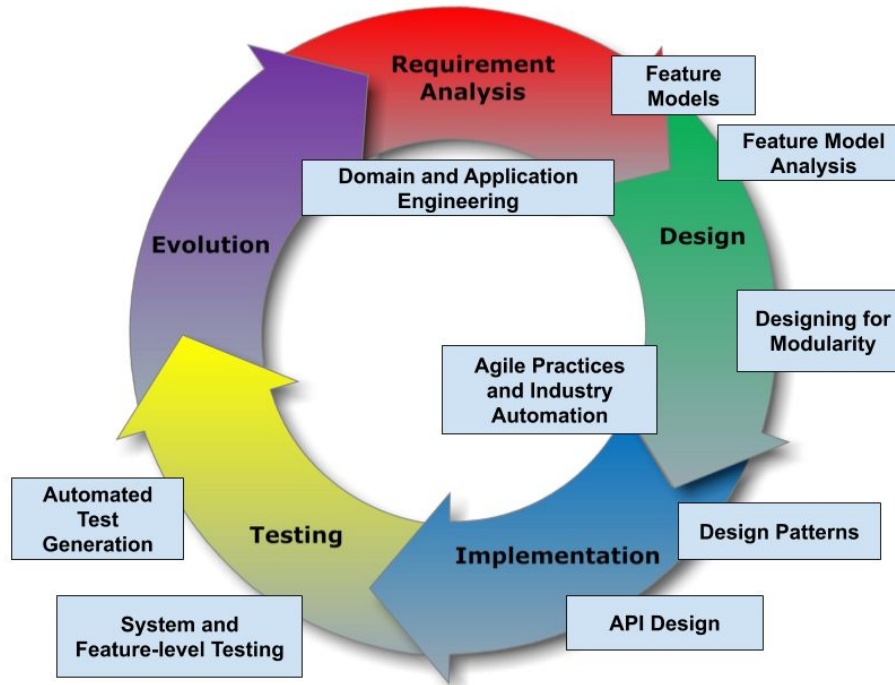 Requirement
Analysis
Feature
Models
Feature Model
Analysis
Domain and Application
Engineering
Evolution
Design
Designing for
Modularity
Agile Practices
and Industry
Automation
Automated
Test
Generation
Testing
Implementation
Design Patterns
System and
Feature-level Testing
API Design